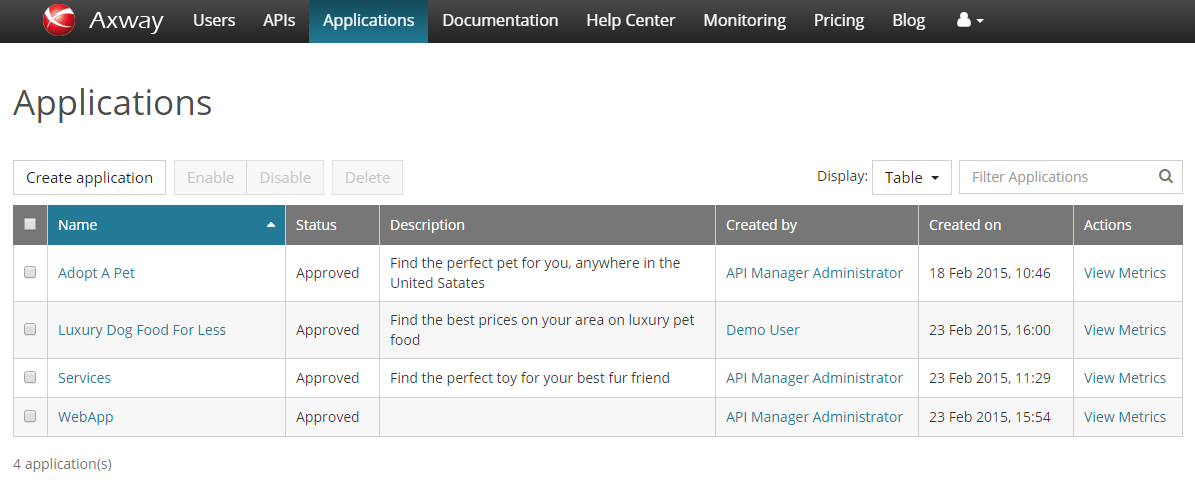 Axway Users APIs Applications Documentation Help Center Monitoring Pricing Blog
Applications
Create application Enable Disable Delete Display: Table Filter Applications
Name Status Description Created by Created on Actions
Adopt A Pet Approved Find the perfect pet for you, anywhere in the United Satates API Manager Administrator 18 Feb 2015, 10:46 View Metrics
Luxury Dog Food For Less Approved Find the best prices on your area on luxury pet food Demo User 23 Feb 2015, 16:00 View Metrics
Services Approved Find the perfect toy for your best fur friend API Manager Administrator 23 Feb 2015, 11:29 View Metrics
WebApp Approved API Manager Administrator 23 Feb 2015, 15:54 View Metrics
4 application(s)